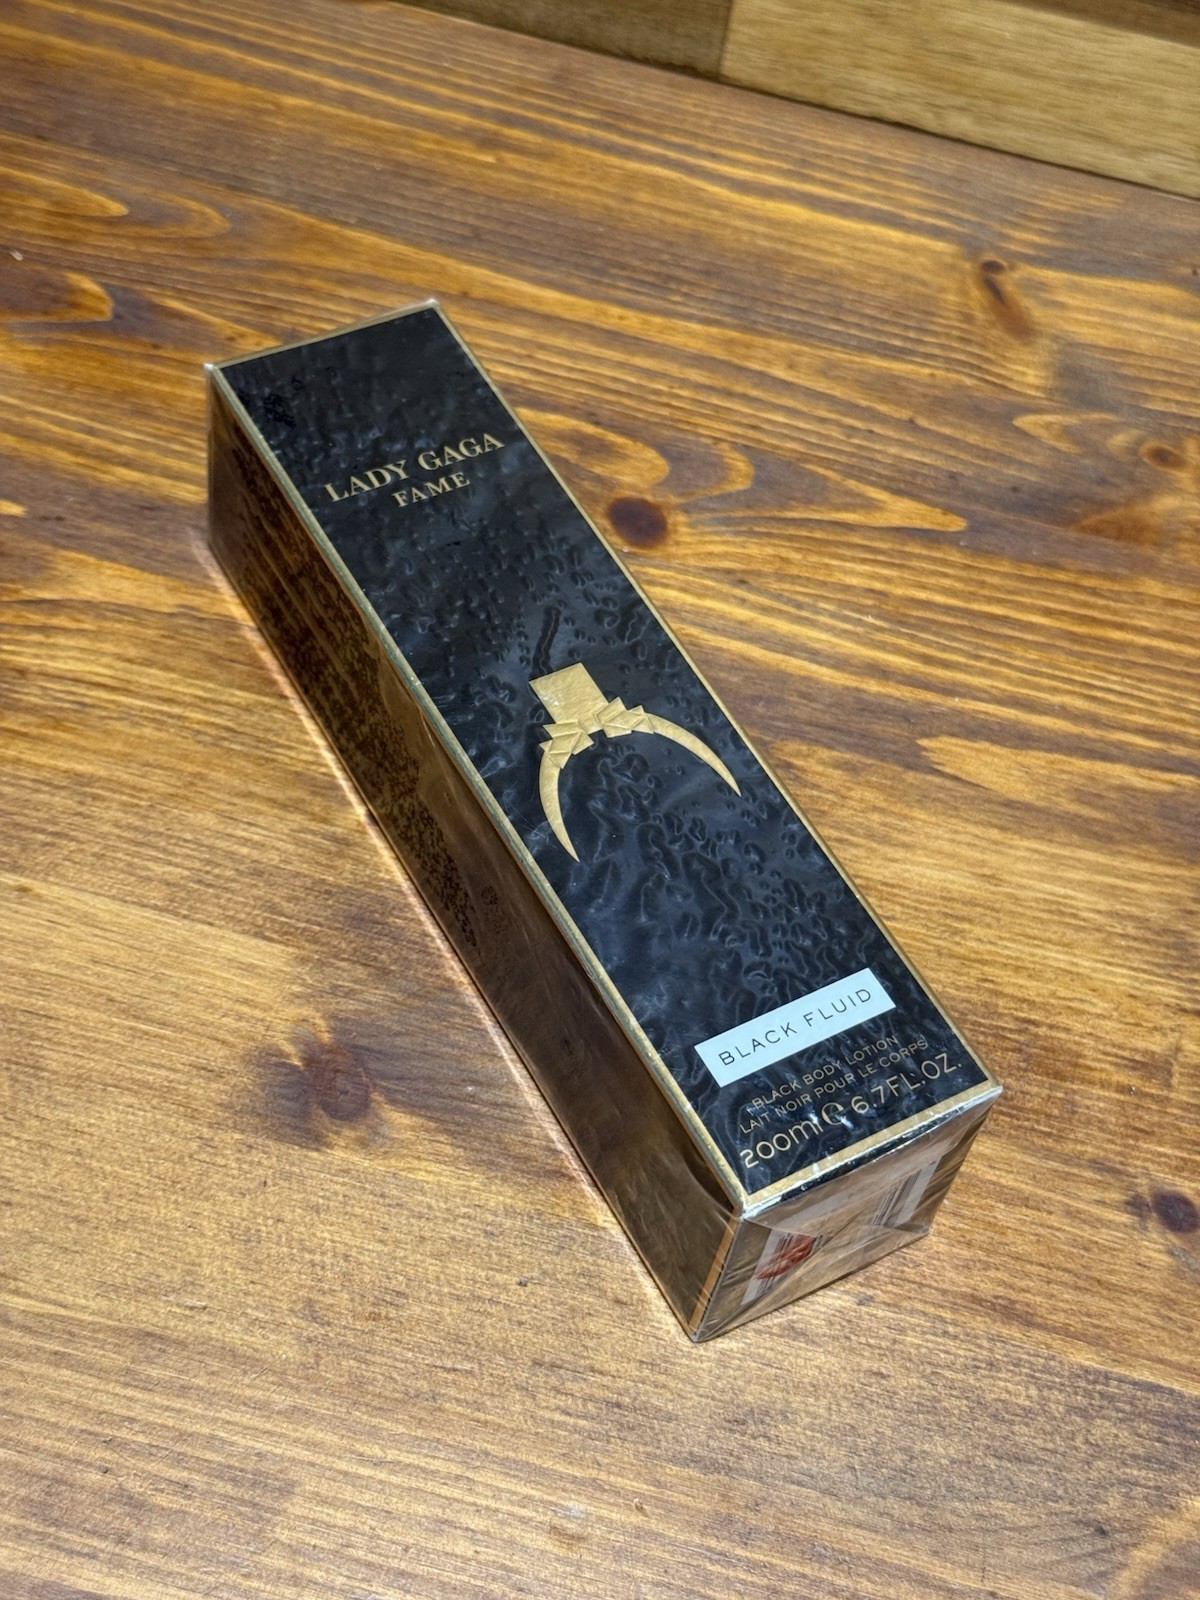 LADY GAGA
FAME
BLACK FLUID
BLACK BODY LOTION
LAIT NOIR POUR LE CORPS
200ml e 6.7FL.OZ.